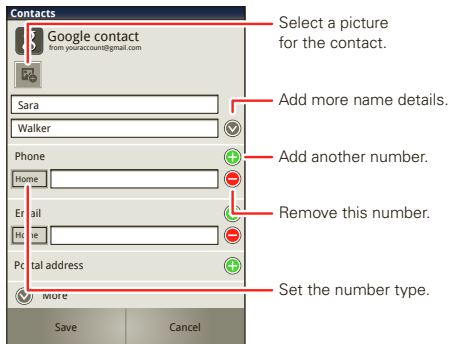 Contacts
Google contact
from youraccount@gmail.com
Select a picture
for the contact.
Sara
Add more name details.
Walker
Phone
Add another number.
Home
Remove this number.
Email
Home
Postal address
Set the number type.
More
Save Cancel